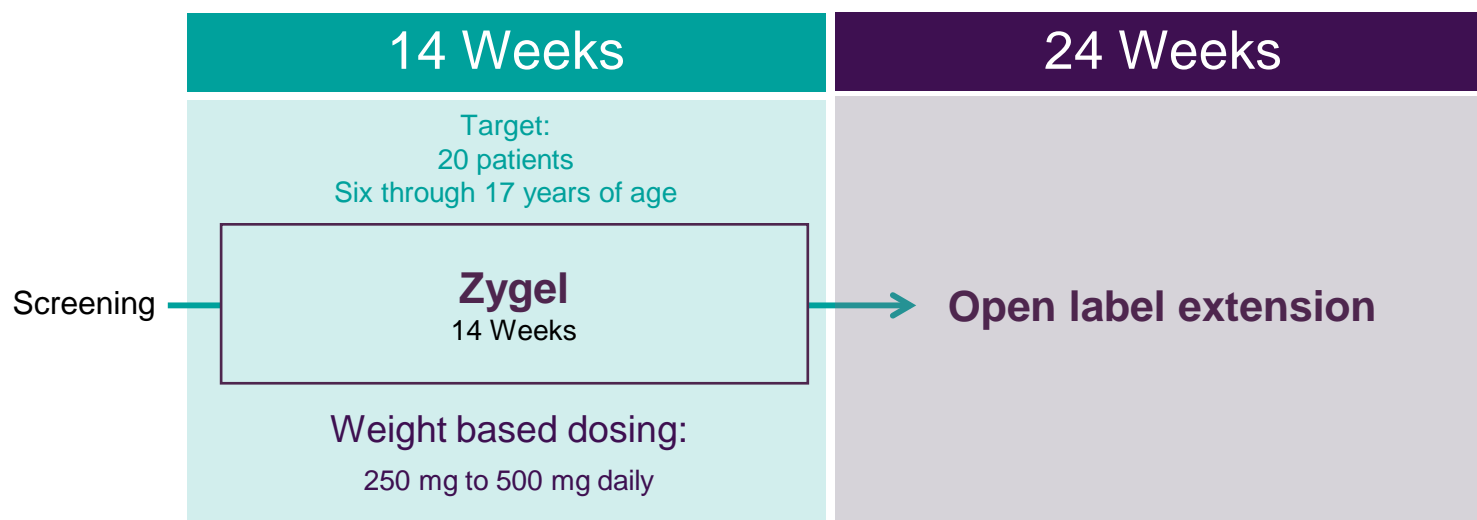 14 Weeks
24 Weeks
Target:
20 patients
Six through 17 years of age
Screening
Zygel
14 Weeks
Open label extension
Weight based dosing:
250 mg to 500 mg daily